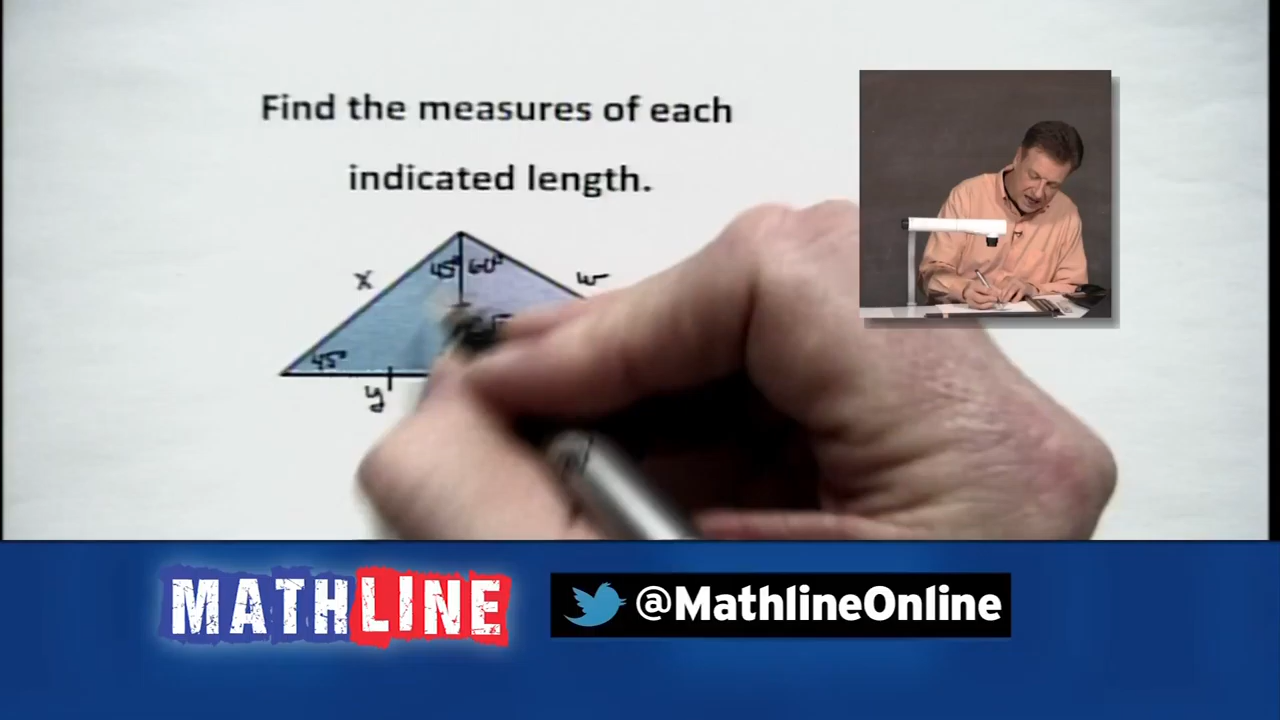 Find the measures of each
indicated length.
x
45° 60°
w
45°
y
MATHLINE
@MathlineOnline